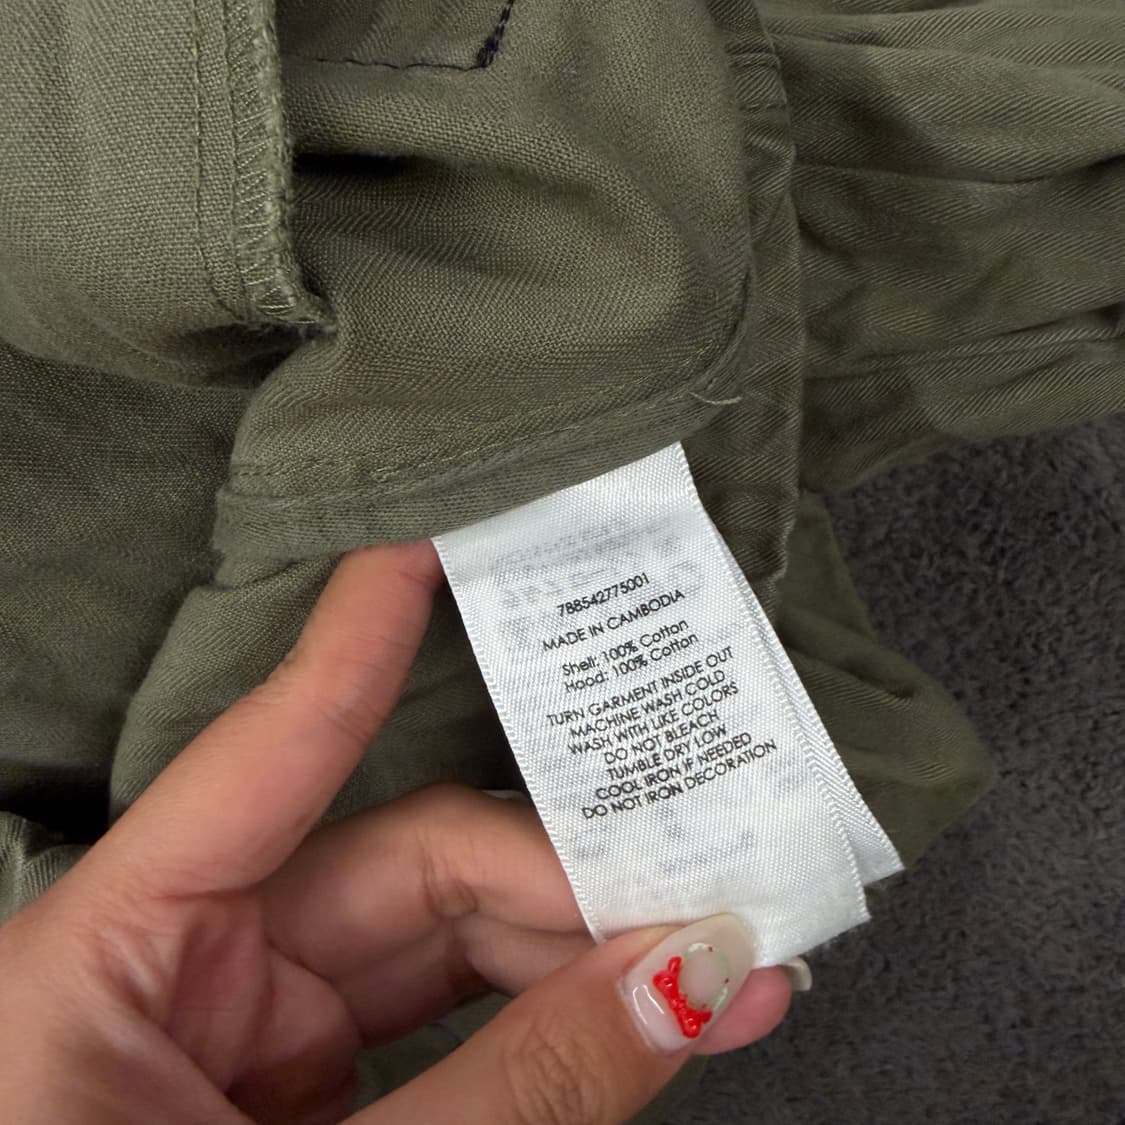 788542775001
MADE IN CAMBODIA
Shell: 100% Cotton
Hood: 100% Cotton
TURN GARMENT INSIDE OUT
MACHINE WASH COLD
WASH WITH LIKE COLORS
DO NOT BLEACH
TUMBLE DRY LOW
COOL IRON IF NEEDED
DO NOT IRON DECORATION